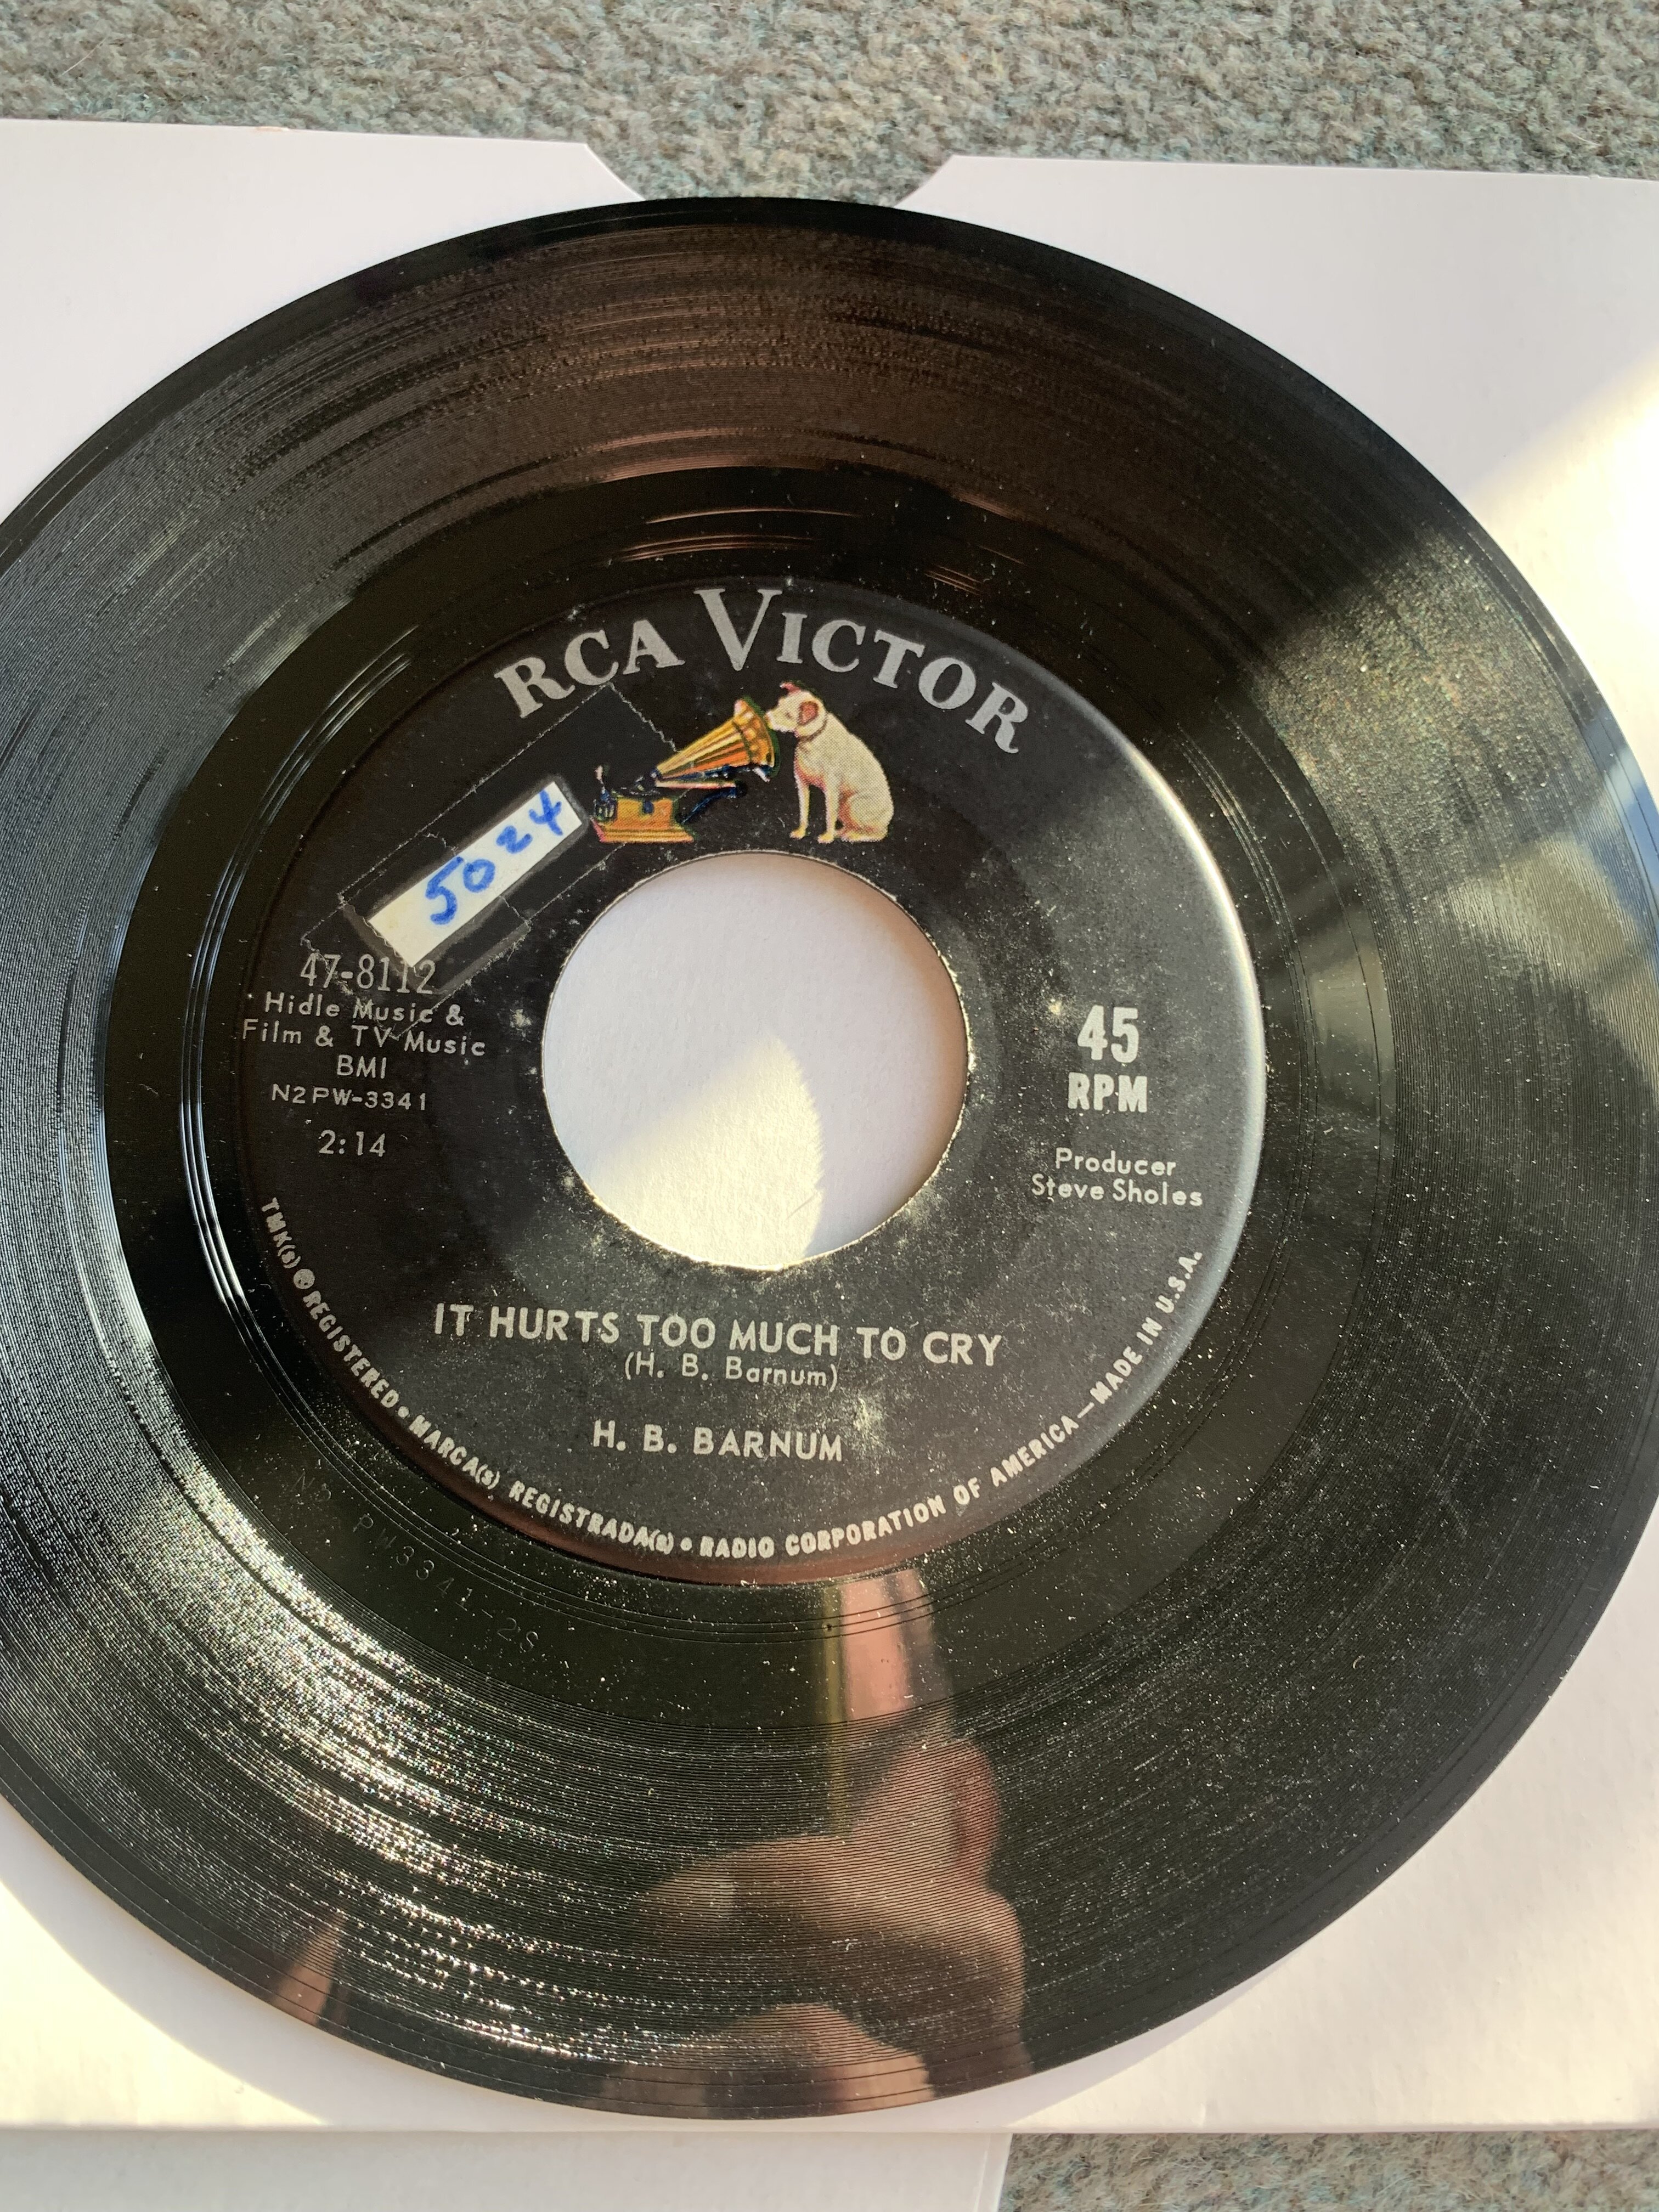 RCA VICTOR
5024
47-8112
Hidle Music &
Film & TV Music
BMI
N2PW-3341
2:14
45
RPM
Producer
Steve Sholes
IT HURTS TOO MUCH TO CRY
(H. B. Barnum)
H. B. BARNUM
TMK(s) ® REGISTERED • MARCA(s) REGISTRADA(s) • RADIO CORPORATION OF AMERICA—MADE IN U.S.A.
N2PW3341-2S